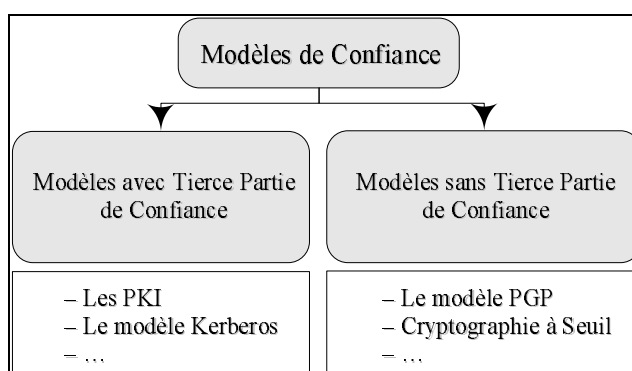 Modèles de Confiance
Modèles avec Tierce Partie
de Confiance
Modèles sans Tierce Partie
de Confiance
– Les PKI
– Le modèle Kerberos
– …
– Le modèle PGP
– Cryptographie à Seuil
– …